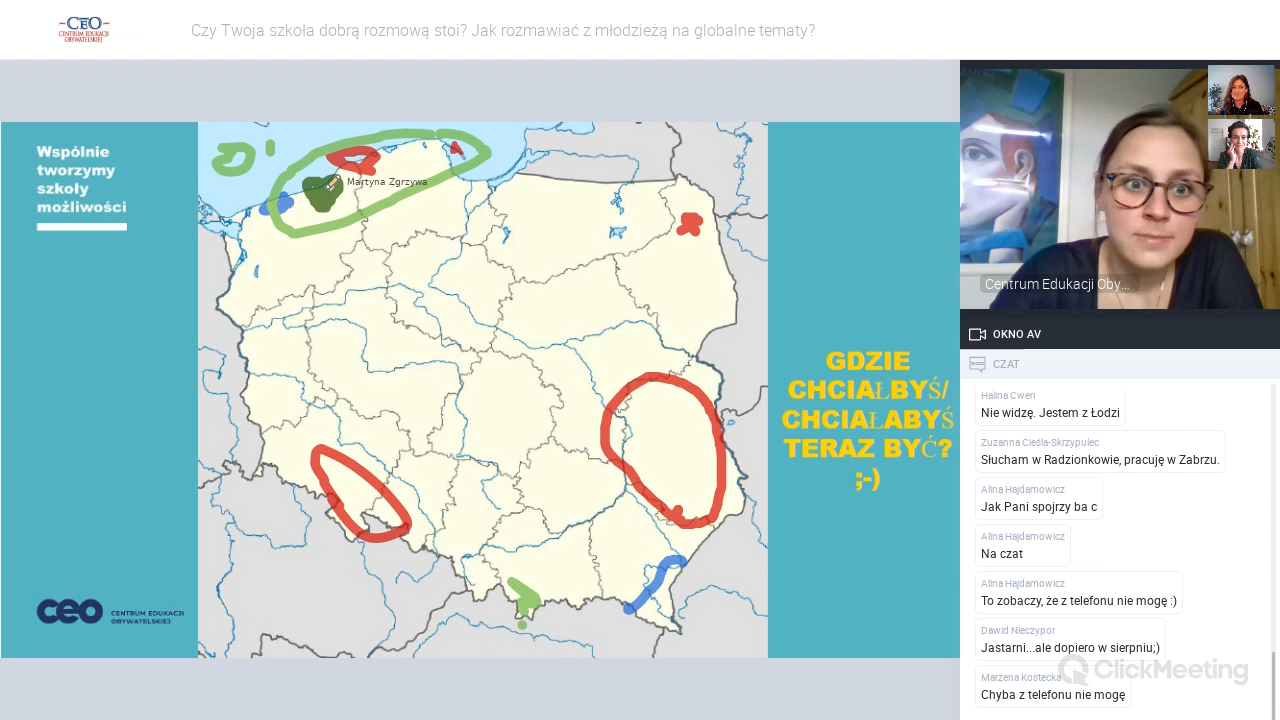 CEO
CENTRUM EDUKACJI
OBYWATELSKIEJ
Czy Twoja szkoła dobrą rozmową stoi? Jak rozmawiać z młodzieżą na globalne tematy?
Wspólnie
tworzymy
szkoły
możliwości
Martyna Zgrzywa
GDZIE
CHCIAŁBYŚ/
CHCIAŁABYŚ
TERAZ BYĆ?
;-)
ceo
CENTRUM EDUKACJI
OBYWATELSKIEJ
Centrum Edukacji Oby...
OKNO AV
CZAT
Halina Cwen
Nie widzę. Jestem z Łodzi
Zuzanna Cieśla-Skrzypulec
Słucham w Radzionkowie, pracuję w Zabrzu.
Alina Hajdamowicz
Jak Pani spojrzy ba c
Alina Hajdamowicz
Na czat
Alina Hajdamowicz
To zobaczy, że z telefonu nie mogę :)
Dawid Nieczypor
Jastarni...ale dopiero w sierpniu;)
Marzena Kostecka
Chyba z telefonu nie mogę
ClickMeeting